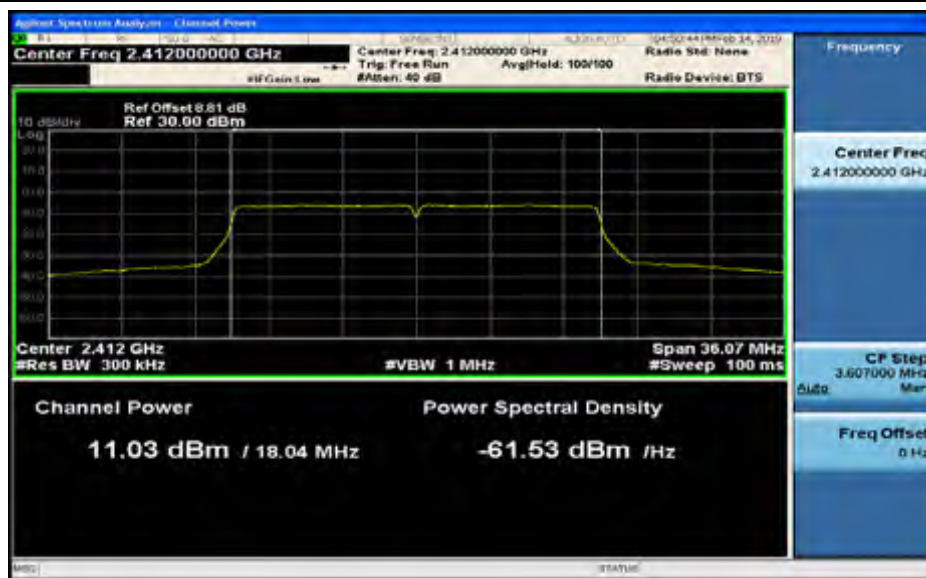 Agilent Spectrum Analyzer - Channel Power
Center Freq 2.412000000 GHz
#IFGain:Low
Center Freq: 2.412000000 GHz
Trig: Free Run
Avg|Hold: 100/100
#Atten: 40 dB
Radio Std: None
Radio Device: BTS
Frequency
Ref Offset 8.81 dB
10 dB/div
Ref 30.00 dBm
Log
Center Freq
2.412000000 GHz
Center 2.412 GHz
Span 36.07 MHz
#Res BW 300 kHz
#VBW 1 MHz
#Sweep 100 ms
CF Step
3.607000 MHz
Auto
Man
Channel Power
Power Spectral Density
11.03 dBm / 18.04 MHz
-61.53 dBm /Hz
Freq Offset
0 Hz
MSG
STATUS